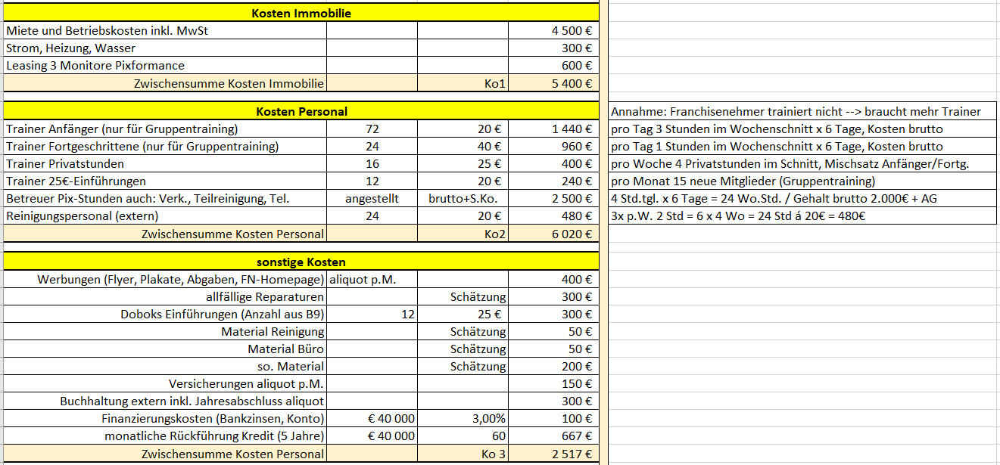 Kosten Immobilie
Miete und Betriebskosten inkl. MwSt 4 500 €
Strom, Heizung, Wasser 300 €
Leasing 3 Monitore Pixformance 600 €
Zwischensumme Kosten Immobilie Ko1 5 400 €
Kosten Personal Annahme: Franchisenehmer trainiert nicht --> braucht mehr Trainer
Trainer Anfänger (nur für Gruppentraining) 72 20 € 1 440 € pro Tag 3 Stunden im Wochenschnitt x 6 Tage, Kosten brutto
Trainer Fortgeschrittene (nur für Gruppentraining) 24 40 € 960 € pro Tag 1 Stunden im Wochenschnitt x 6 Tage, Kosten brutto
Trainer Privatstunden 16 25 € 400 € pro Woche 4 Privatstunden im Schnitt, Mischsatz Anfänger/Fortg.
Trainer 25€-Einführungen 12 20 € 240 € pro Monat 15 neue Mitglieder (Gruppentraining)
Betreuer Pix-Stunden auch: Verk., Teilreinigung, Tel. angestellt brutto+S.Ko. 2 500 € 4 Std.tgl. x 6 Tage = 24 Wo.Std. / Gehalt brutto 2.000€ + AG
Reinigungspersonal (extern) 24 20 € 480 € 3x p.W. 2 Std = 6 x 4 Wo = 24 Std á 20€ = 480€
Zwischensumme Kosten Personal Ko2 6 020 €
sonstige Kosten
Werbungen (Flyer, Plakate, Abgaben, FN-Homepage) aliquot p.M. 400 €
allfällige Reparaturen Schätzung 300 €
Doboks Einführungen (Anzahl aus B9) 12 25 € 300 €
Material Reinigung Schätzung 50 €
Material Büro Schätzung 50 €
so. Material Schätzung 200 €
Versicherungen aliquot p.M. 150 €
Buchhaltung extern inkl. Jahresabschluss aliquot 300 €
Finanzierungskosten (Bankzinsen, Konto) € 40 000 3,00% 100 €
monatliche Rückführung Kredit (5 Jahre) € 40 000 60 667 €
Zwischensumme Kosten Personal Ko 3 2 517 €